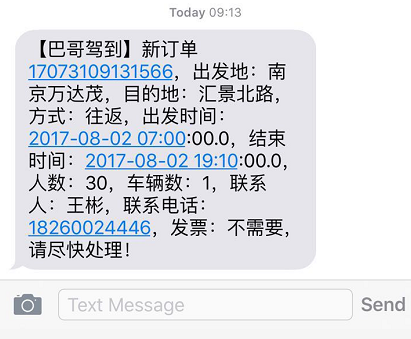 Today 09:13
【巴哥驾到】新订单
17073109131566，出发地：南
京万达茂，目的地：汇景北路，
方式：往返，出发时间：
2017-08-02 07:00:00.0，结束
时间：2017-08-02 19:10:00.0，
人数：30，车辆数：1，联系
人：王彬，联系电话：
18260024446，发票：不需要，
请尽快处理！
Text Message
Send